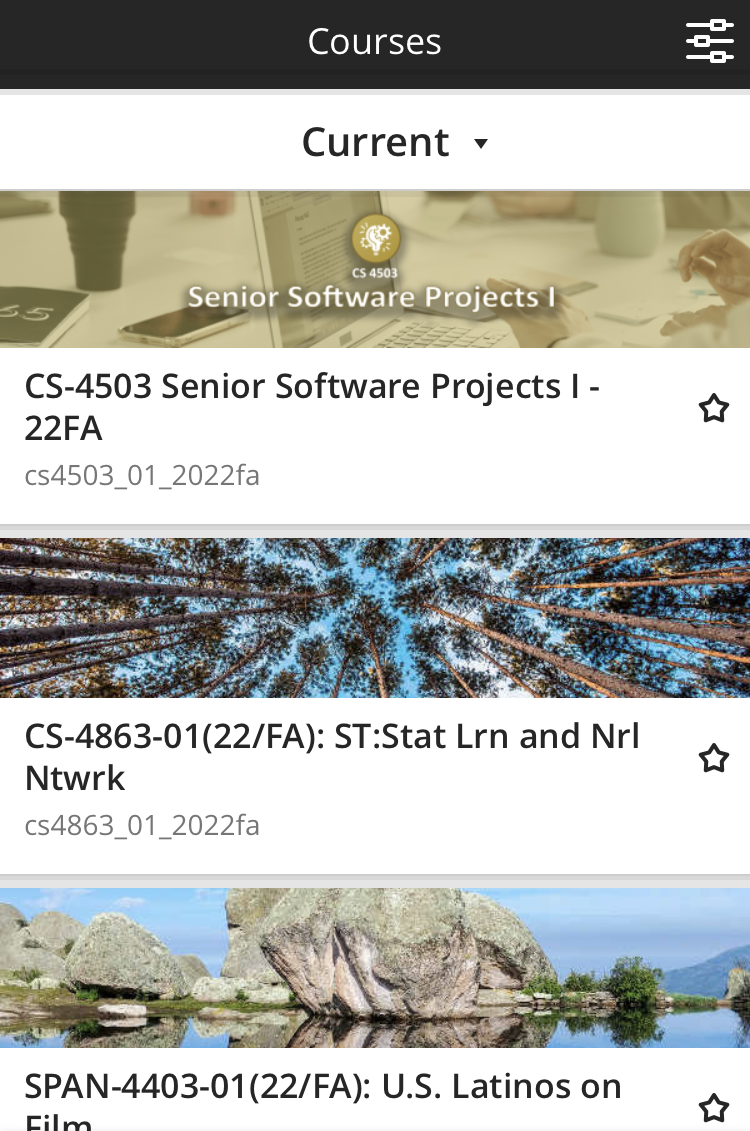 Courses
Current
CS 4503
Senior Software Projects I
CS-4503 Senior Software Projects I -
22FA
cs4503_01_2022fa
CS-4863-01(22/FA): ST:Stat Lrn and Nrl
Ntwrk
cs4863_01_2022fa
SPAN-4403-01(22/FA): U.S. Latinos on
Film